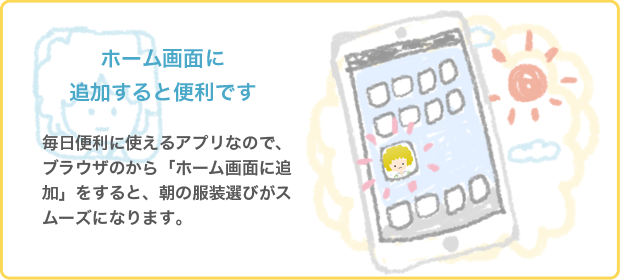 ホーム画面に
追加すると便利です
毎日便利に使えるアプリなので、
ブラウザのから「ホーム画面に追
加」をすると、朝の服装選びがス
ムーズになります。